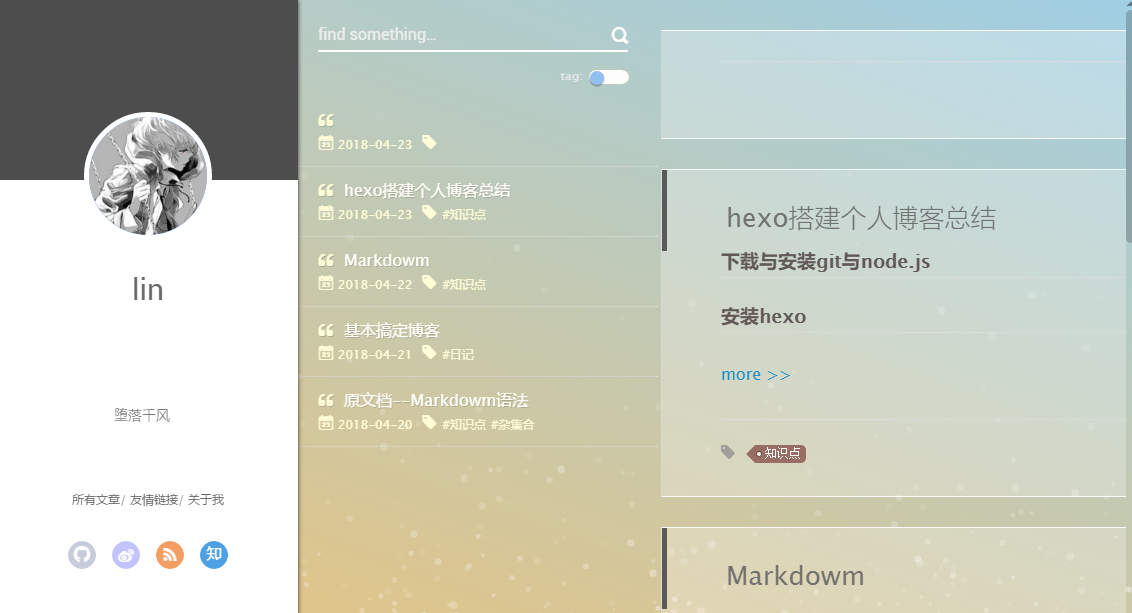 lin
堕落千风
所有文章/ 友情链接/ 关于我
知
find something...
tag:
2018-04-23
hexo搭建个人博客总结
2018-04-23 #知识点
Markdowm
2018-04-22 #知识点
基本搞定博客
2018-04-21 #日记
原文档--Markdowm语法
2018-04-20 #知识点 #杂集合
hexo搭建个人博客总结
下载与安装git与node.js
安装hexo
more >>
知识点
Markdowm